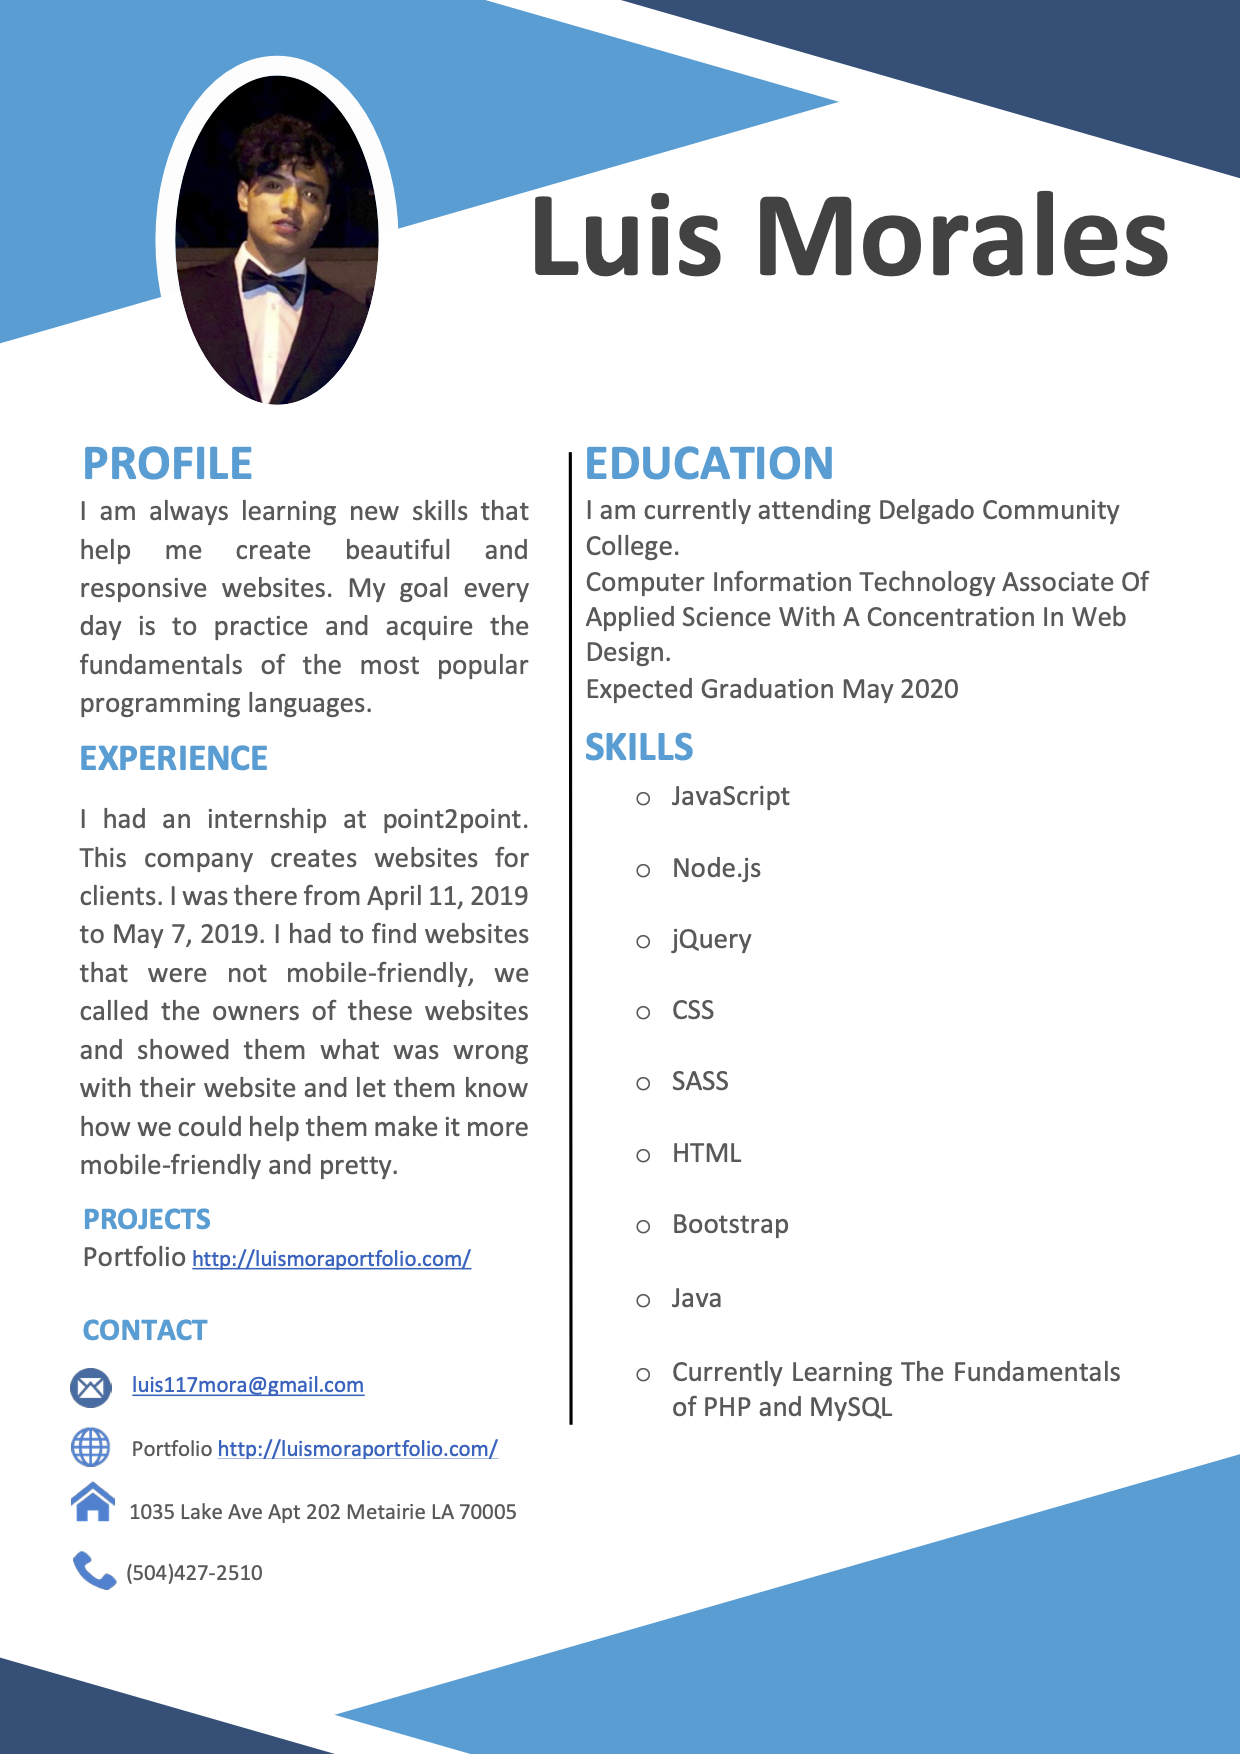 Luis Morales
PROFILE
I am always learning new skills that
help me create beautiful and
responsive websites. My goal every
day is to practice and acquire the
fundamentals of the most popular
programming languages.
EXPERIENCE
I had an internship at point2point.
This company creates websites for
clients. I was there from April 11, 2019
to May 7, 2019. I had to find websites
that were not mobile-friendly, we
called the owners of these websites
and showed them what was wrong
with their website and let them know
how we could help them make it more
mobile-friendly and pretty.
PROJECTS
Portfolio http://luismoraportfolio.com/
CONTACT
luis117mora@gmail.com
Portfolio http://luismoraportfolio.com/
1035 Lake Ave Apt 202 Metairie LA 70005
(504)427-2510
EDUCATION
I am currently attending Delgado Community
College.
Computer Information Technology Associate Of
Applied Science With A Concentration In Web
Design.
Expected Graduation May 2020
SKILLS
o JavaScript
o Node.js
o jQuery
o CSS
o SASS
o HTML
o Bootstrap
o Java
o Currently Learning The Fundamentals
of PHP and MySQL